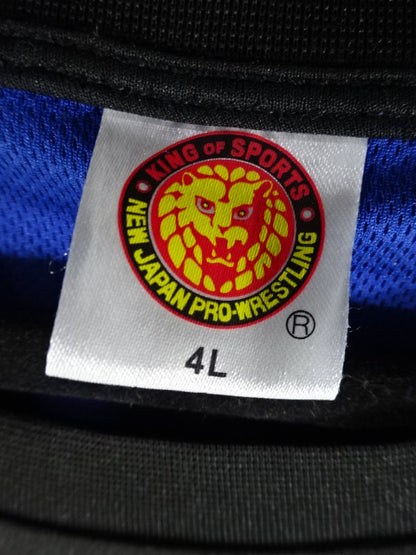 KING OF SPORTS
NEW JAPAN PRO-WRESTLING
®
4L